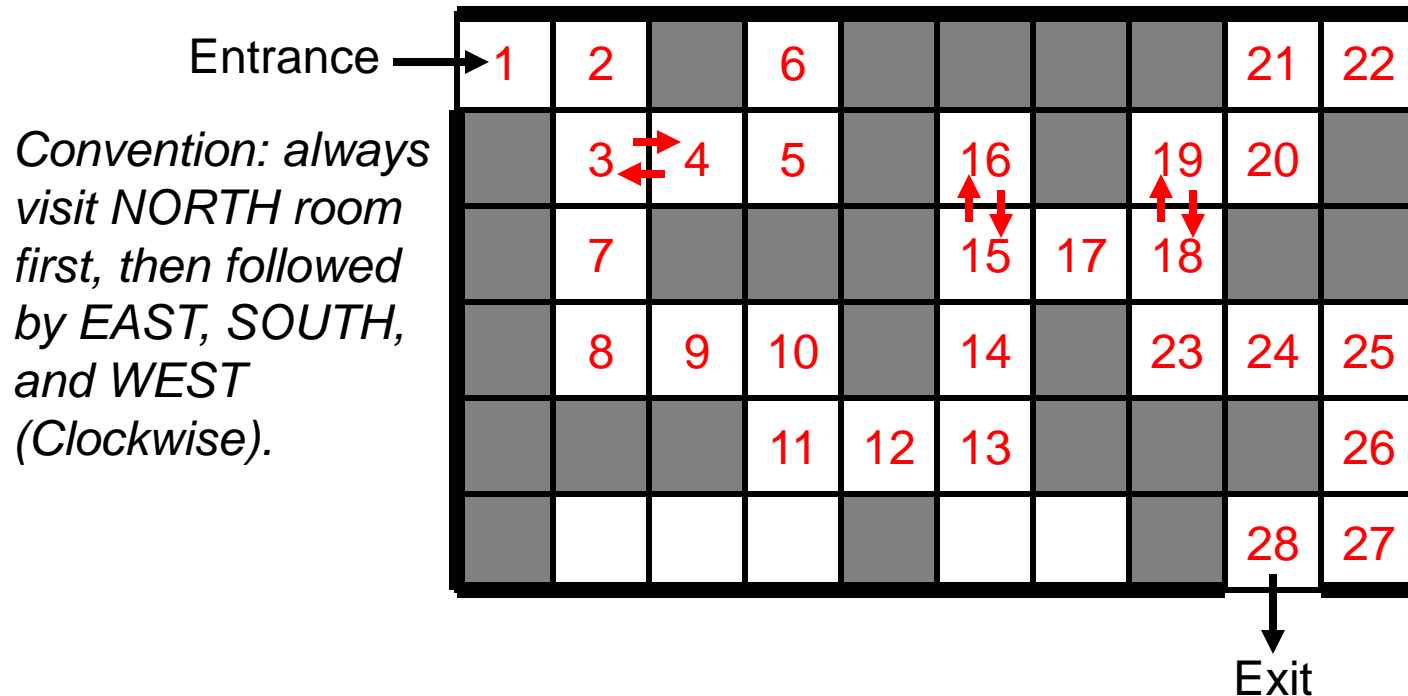 Entrance
1 2 6 21 22
Convention: always
visit NORTH room
first, then followed
by EAST, SOUTH,
and WEST
(Clockwise).
3 4 5 16 19 20
7 15 17 18
8 9 10 14 23 24 25
11 12 13 26
28 27
Exit